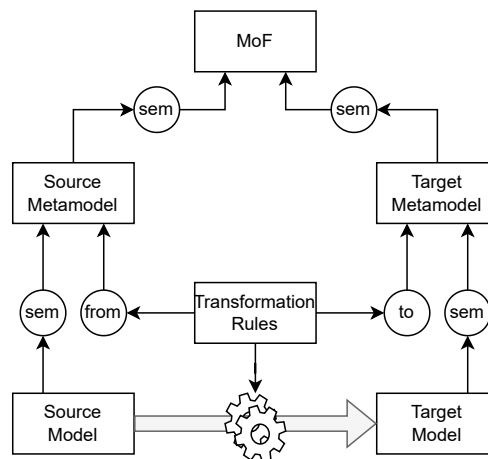 MoF
sem
sem
Source
Metamodel
Target
Metamodel
sem
from
Transformation
Rules
to
sem
Source
Model
Target
Model